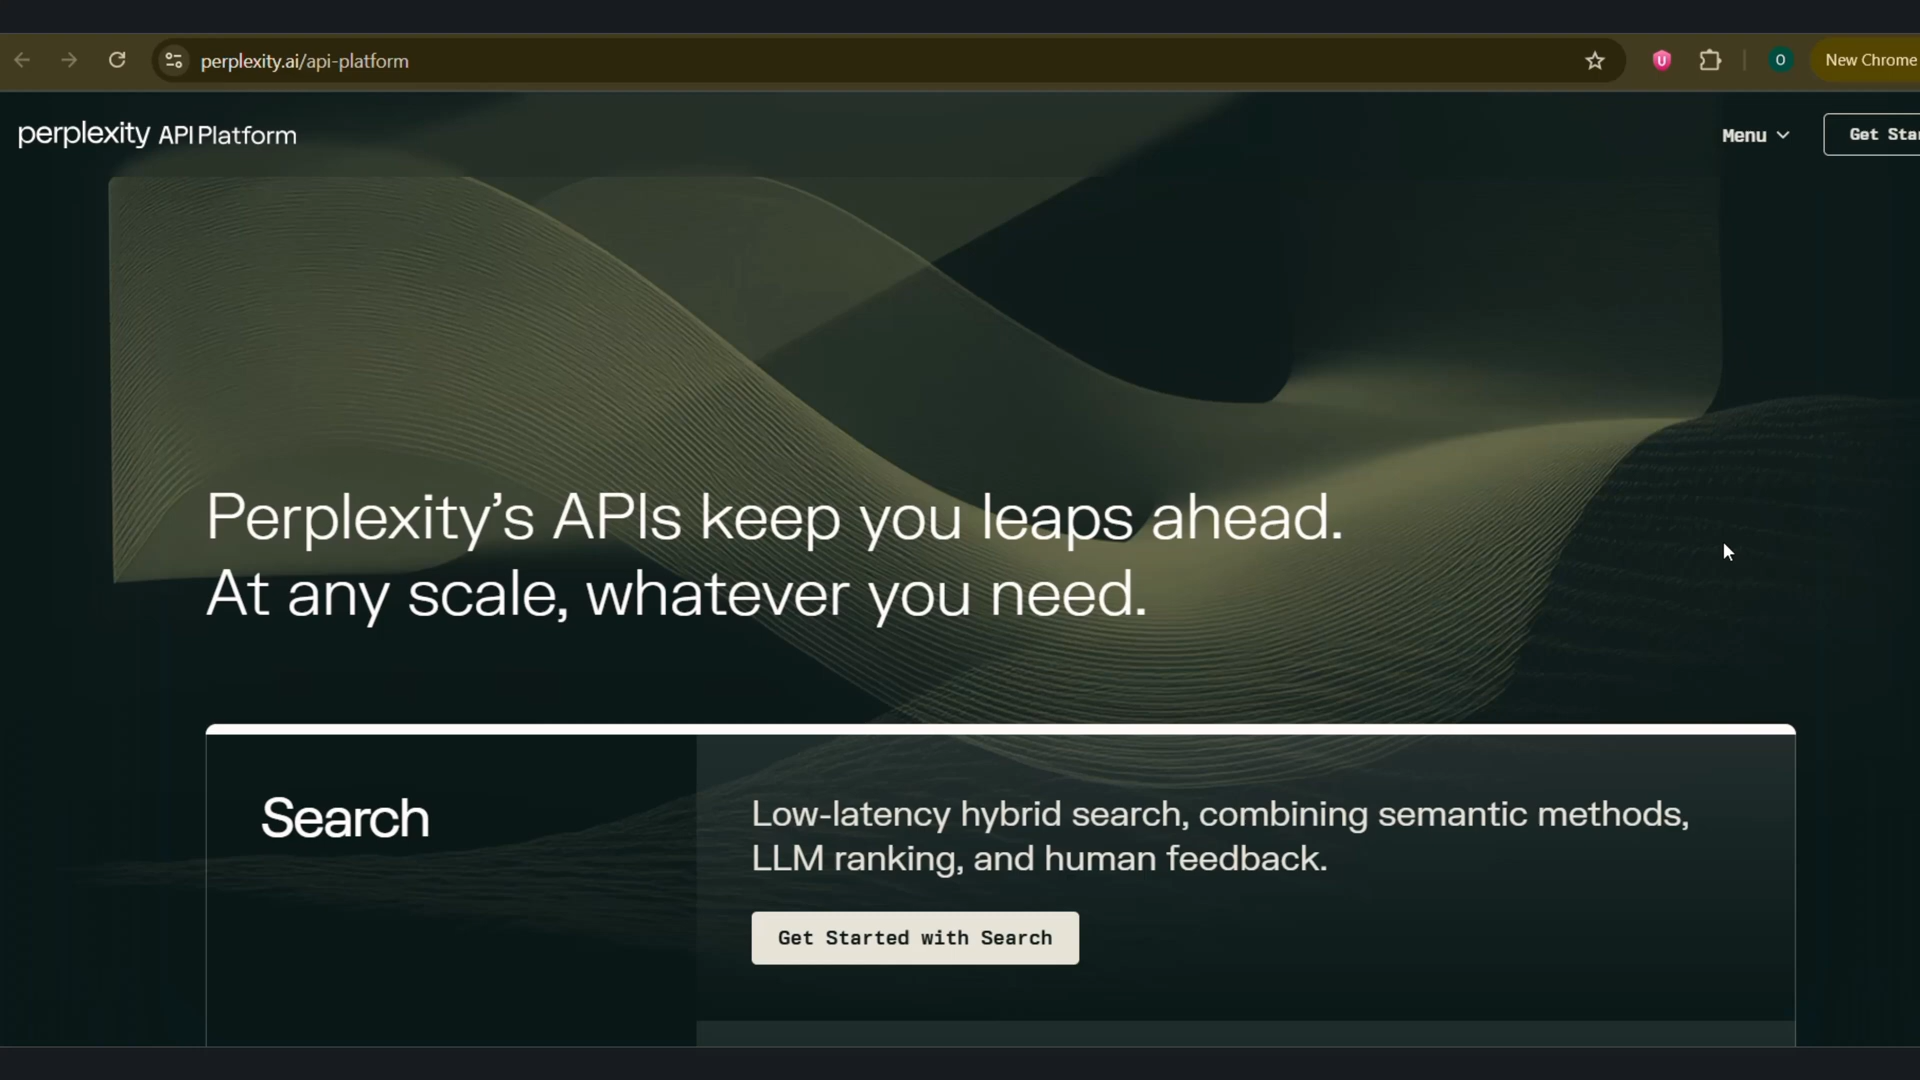 perplexity.ai/api-platform
O
New Chrome
perplexity API Platform
Menu
Get
Perplexity’s APIs keep you leaps ahead.
At any scale, whatever you need.
Search
Low-latency hybrid search, combining semantic methods,
LLM ranking, and human feedback.
Get Started with Search